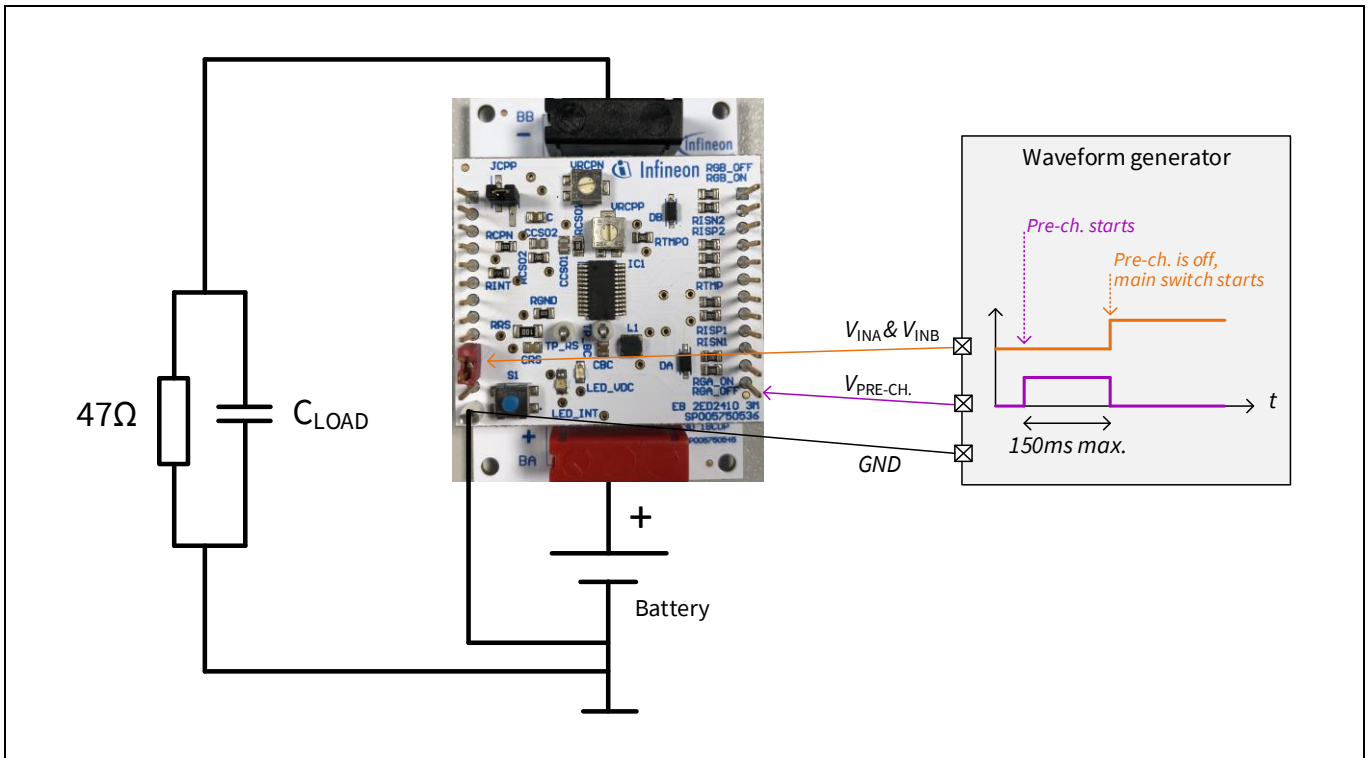 BB
−
infineon
JCPP
VRCPN
Infineon
RGB_OFF
RGB_ON
C
DB
RCSO1
VRCPP
RISN2
RISP2
RCPN
CCSO2
RTMPO
RCSO2
CCSO1
IC1
RINT
RTMP
RGND
RISP1
RISN1
RRS
100
TP_RS
TP_BC
L1
CRS
CBC
DA
S1
LED_VDC
RGA_ON
RGA_OFF
LED_INT
EB 2ED2410 3M
SP005750536
+
BA
47Ω
CLOAD
+
Battery
VINA & VINB
VPRE-CH.
GND
Waveform generator
Pre-ch. starts
Pre-ch. is off,
main switch starts
t
150ms max.